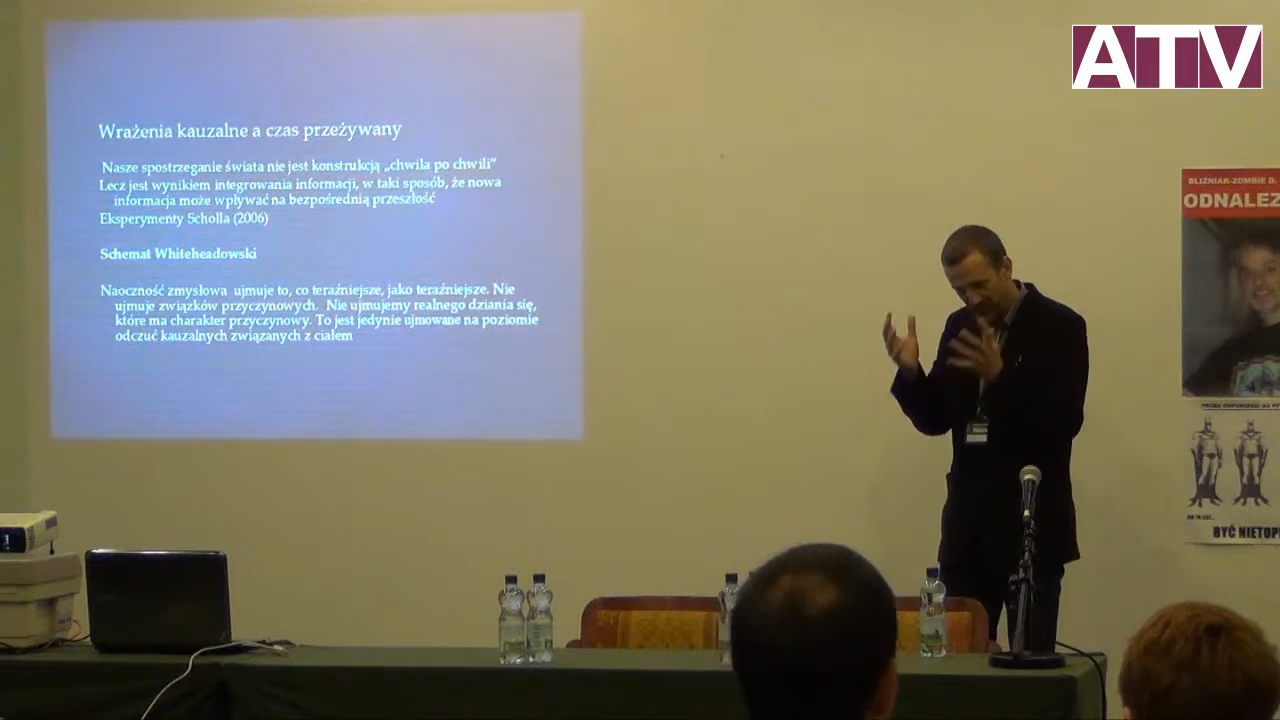 ATV
Wrażenia kauzalne a czas przeżywany
Nasze spostrzeganie świata nie jest konstrukcją „chwila po chwili”
Lecz jest wynikiem integrowania informacji, w taki sposób, że nowa
informacja może wpływać na bezpośrednią przeszłość
Eksperymenty Scholla (2006)
Schemat Whiteheadowski
Naoczność zmysłowa ujmuje to, co teraźniejsze, jako teraźniejsze. Nie
ujmuje związków przyczynowych. Nie ujmujemy realnego dziania się,
które ma charakter przyczynowy. To jest jedynie ujmowane na poziomie
odczuć kauzalnych związanych z ciałem
BLIŹNIAK-ZOMBIE D.
ODNALEZ
BYĆ NIETOP